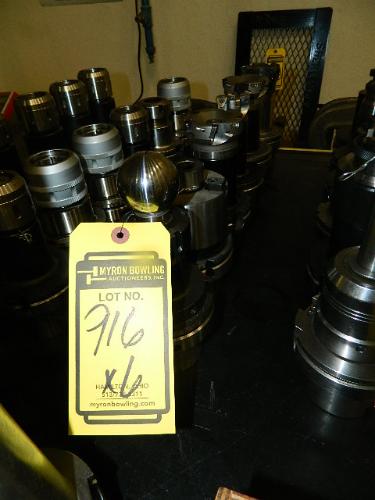 MYRON BOWLING
AUCTIONEERS, INC.
LOT NO.
916
x6
myronbowling.com